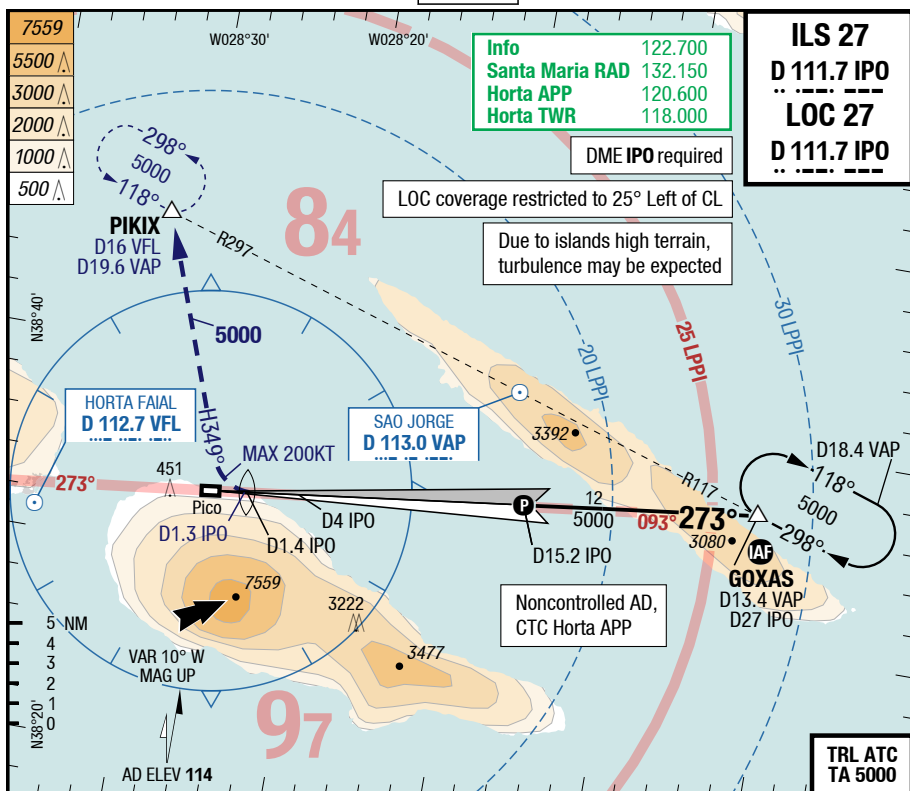 7559
5500
3000
2000
1000
500
W028°30'
W028°20'
Info 122.700
Santa Maria RAD 132.150
Horta APP 120.600
Horta TWR 118.000
ILS 27
D 111.7 IPO
LOC 27
D 111.7 IPO
DME IPO required
LOC coverage restricted to 25° Left of CL
Due to islands high terrain,
turbulence may be expected
298°
5000
118°
PIKIX
D16 VFL
D19.6 VAP
R297
84
N38°40'
5000
H349°
20 LPPI
25 LPPI
30 LPPI
HORTA FAIAL
D 112.7 VFL
SAO JORGE
D 113.0 VAP
3392
MAX 200KT
273°
451
Pico
D1.3 IPO
D1.4 IPO
D4 IPO
P
D15.2 IPO
12
5000
093°
273°
R117
D18.4 VAP
118°
5000
298°
3080
IAF
GOXAS
D13.4 VAP
D27 IPO
7559
3222
3477
Noncontrolled AD,
CTC Horta APP
5 NM
4
3
2
1
0
VAR 10° W
MAG UP
N38°20'
97
AD ELEV 114
TRL ATC
TA 5000